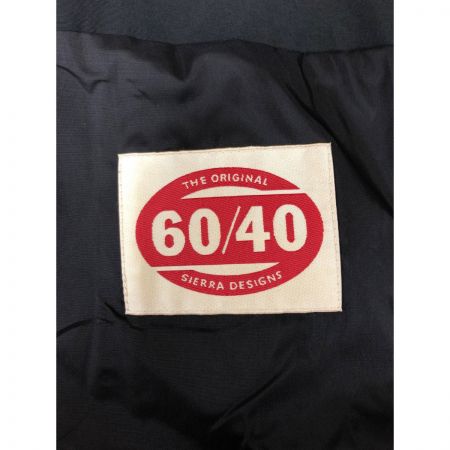 THE ORIGINAL
60/40
SIERRA DESIGNS